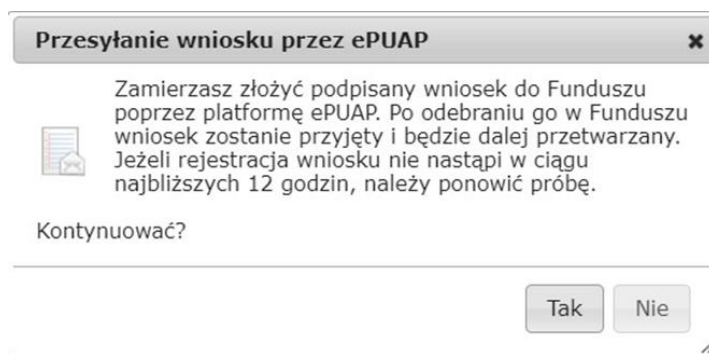 Przesyłanie wniosku przez ePUAP
Zamierzasz złożyć podpisany wniosek do Funduszu
poprzez platformę ePUAP. Po odebraniu go w Funduszu
wniosek zostanie przyjęty i będzie dalej przetwarzany.
Jeżeli rejestracja wniosku nie nastąpi w ciągu
najbliższych 12 godzin, należy ponowić próbę.
Kontynuować?
Tak Nie